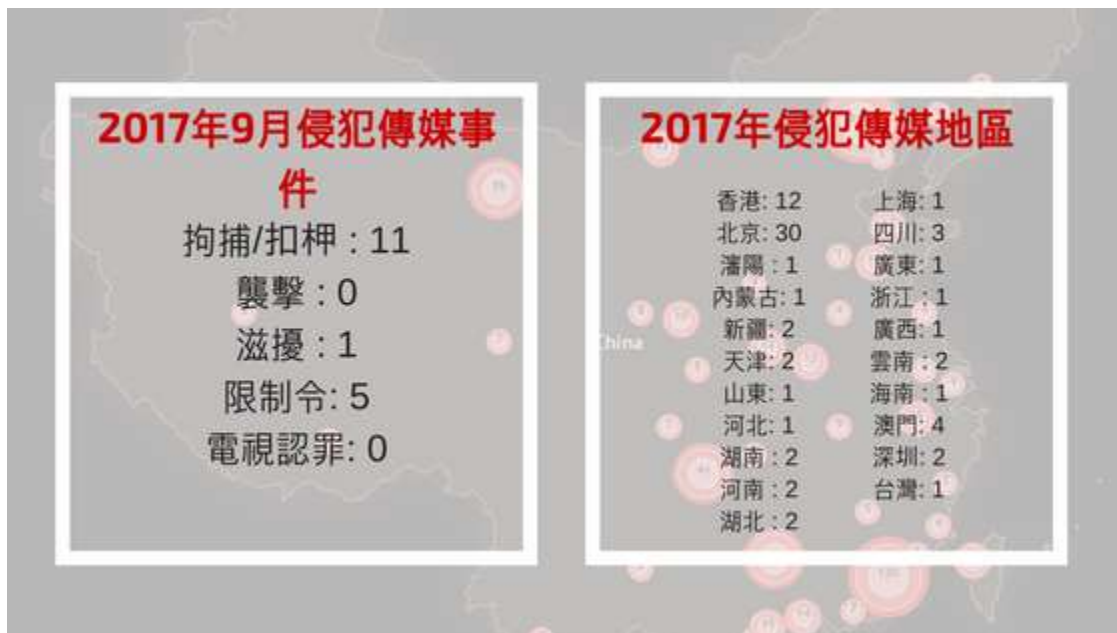 2017年9月侵犯傳媒事
件
拘捕/扣柙 : 11
襲擊 : 0
滋擾 : 1
限制令: 5
電視認罪: 0
2017年侵犯傳媒地區
香港: 12
北京: 30
瀋陽 : 1
內蒙古: 1
新疆: 2
天津: 2
山東: 1
河北: 1
湖南 : 2
河南 : 2
湖北 : 2
上海: 1
四川: 3
廣東: 1
浙江 : 1
廣西: 1
雲南 : 2
海南 : 1
澳門: 4
深圳: 2
台灣: 1
China